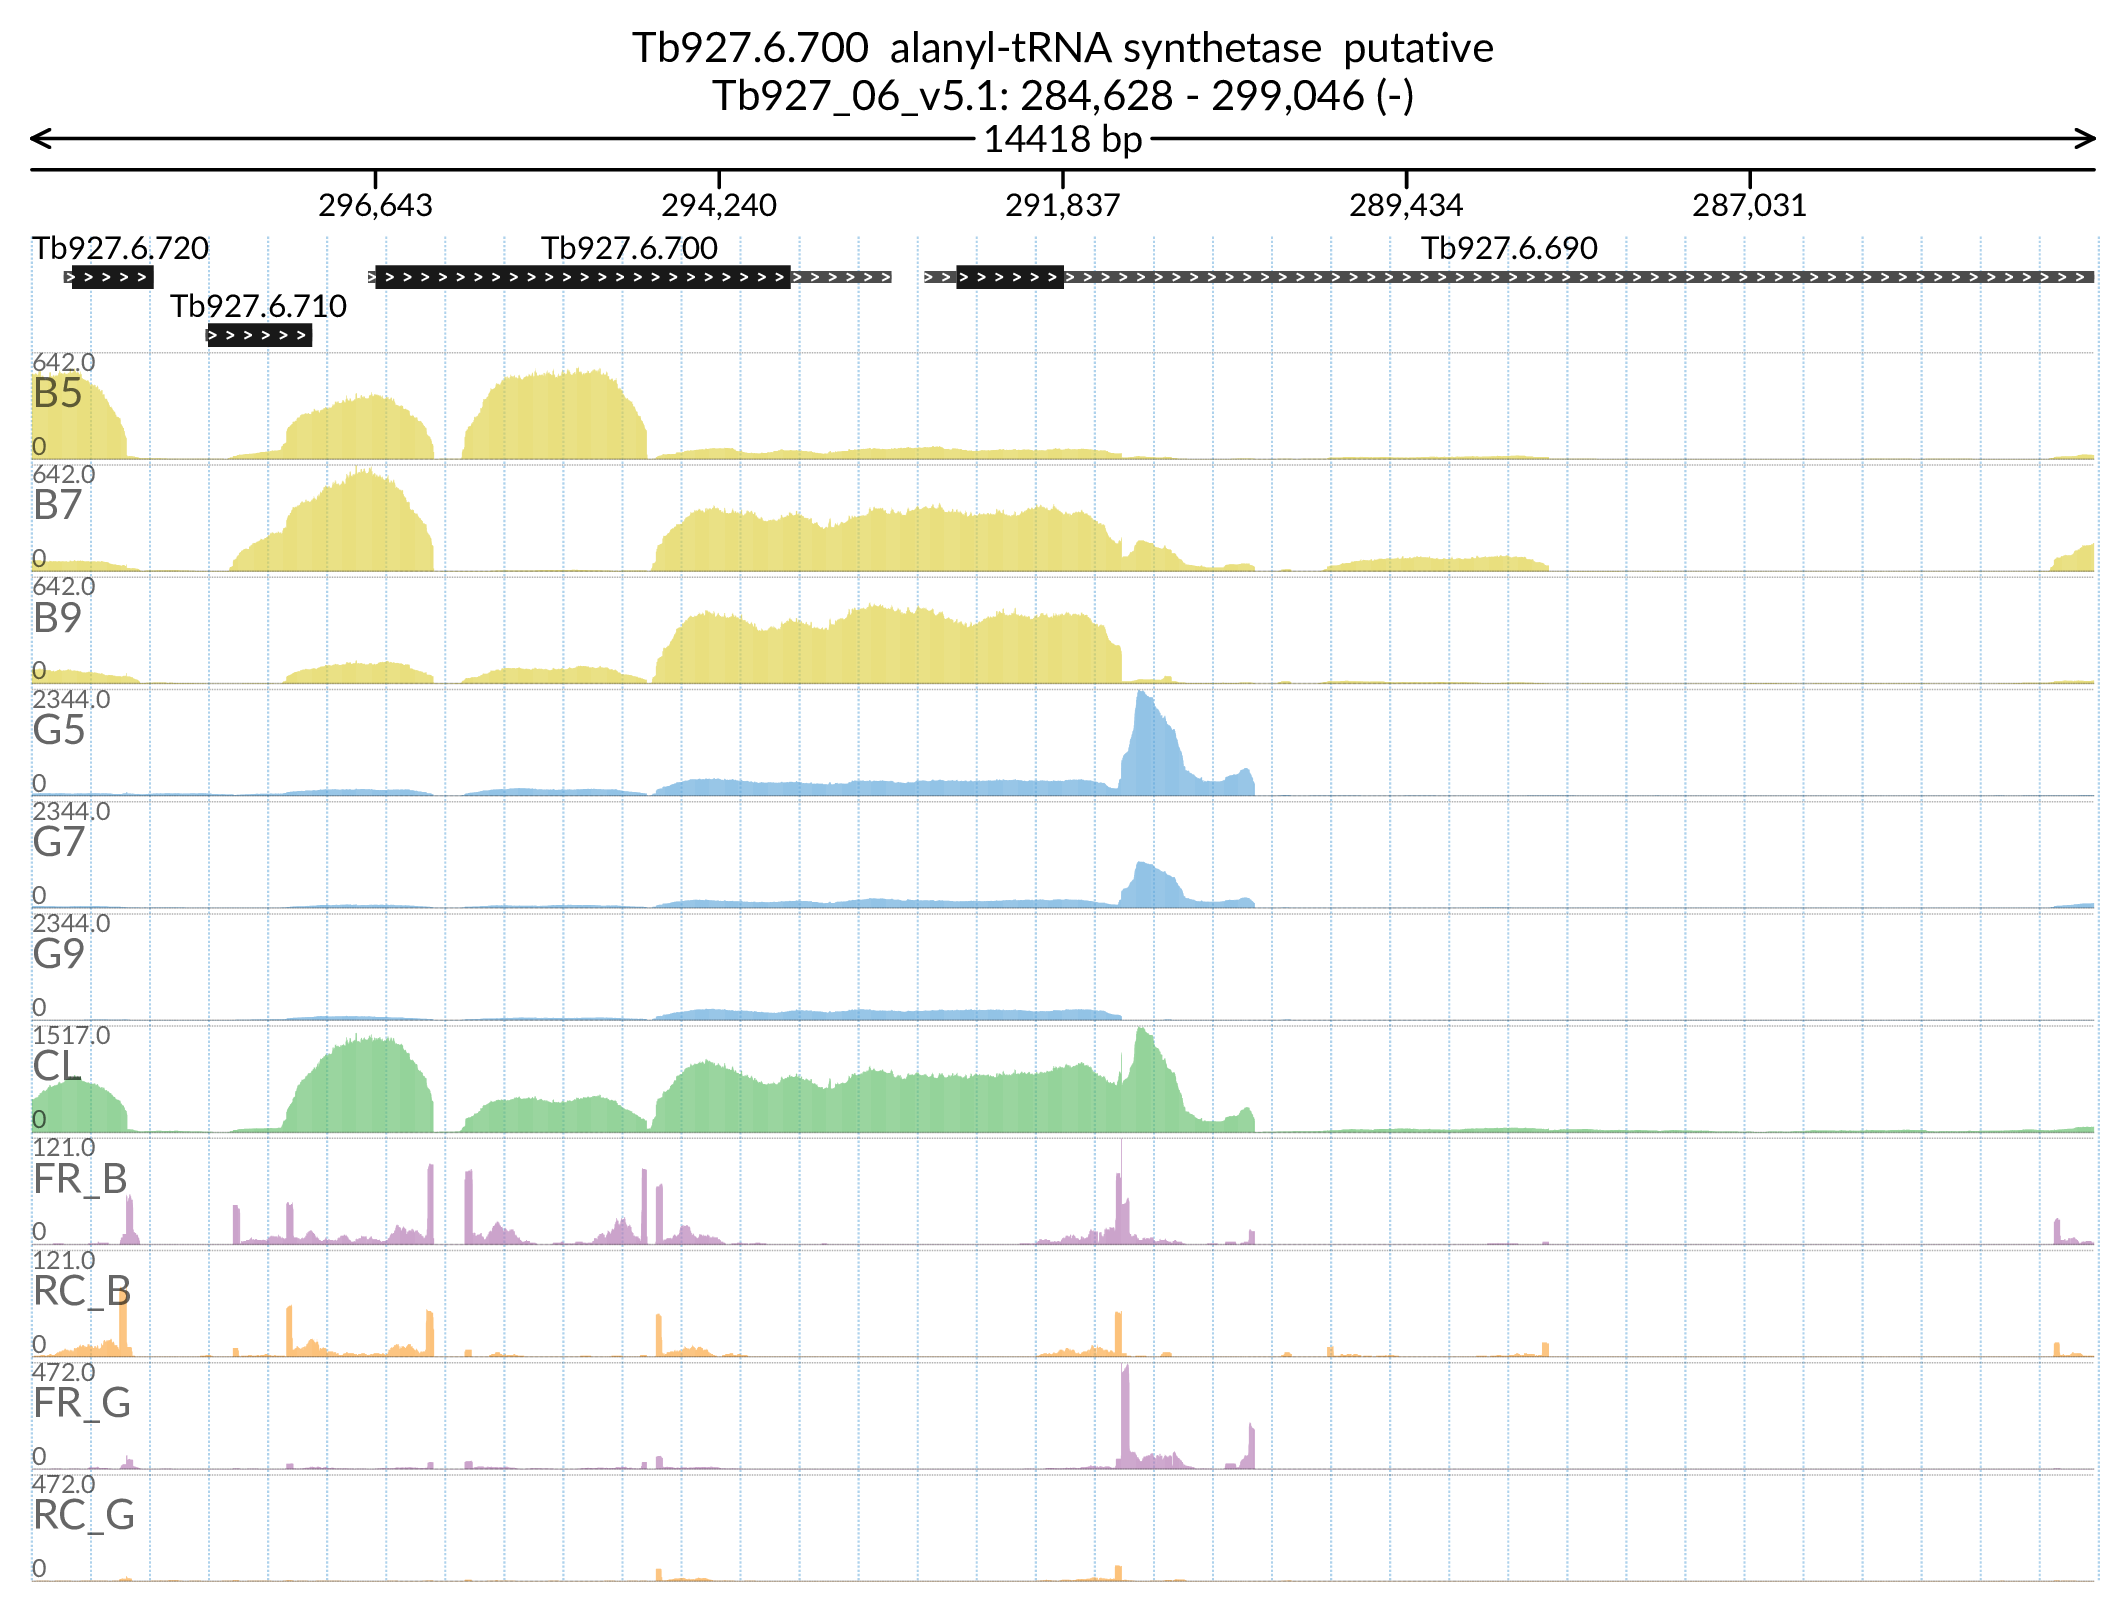 Tb927.6.700  alanyl-tRNA synthetase  putative
Tb927_06_v5.1: 284,628 - 299,046 (-)
14418 bp
296,643 294,240 291,837 289,434 287,031
Tb927.6.720 Tb927.6.700 Tb927.6.690
Tb927.6.710
642.0
B5
0
642.0
B7
0
642.0
B9
0
2344.0
G5
0
2344.0
G7
0
2344.0
G9
0
1517.0
CL
0
121.0
FR_B
0
121.0
RC_B
0
472.0
FR_G
0
472.0
RC_G
0